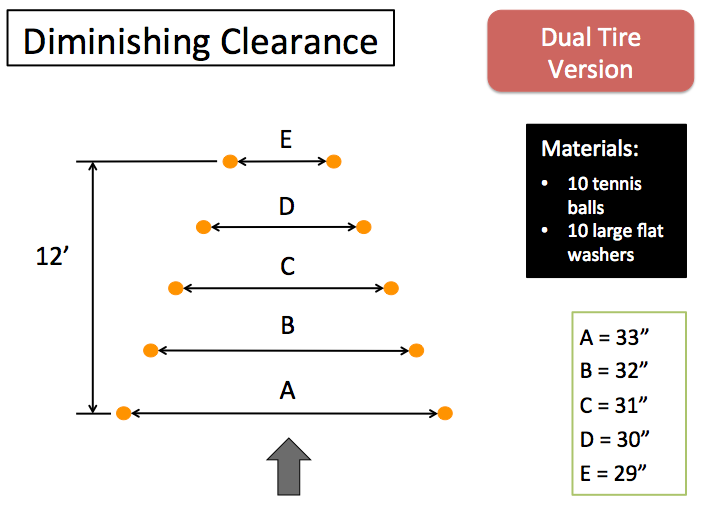 Diminishing Clearance
Dual Tire
Version
Materials:
• 10 tennis
balls
• 10 large flat
washers
E
D
12’
C
B
A
A = 33”
B = 32”
C = 31”
D = 30”
E = 29”